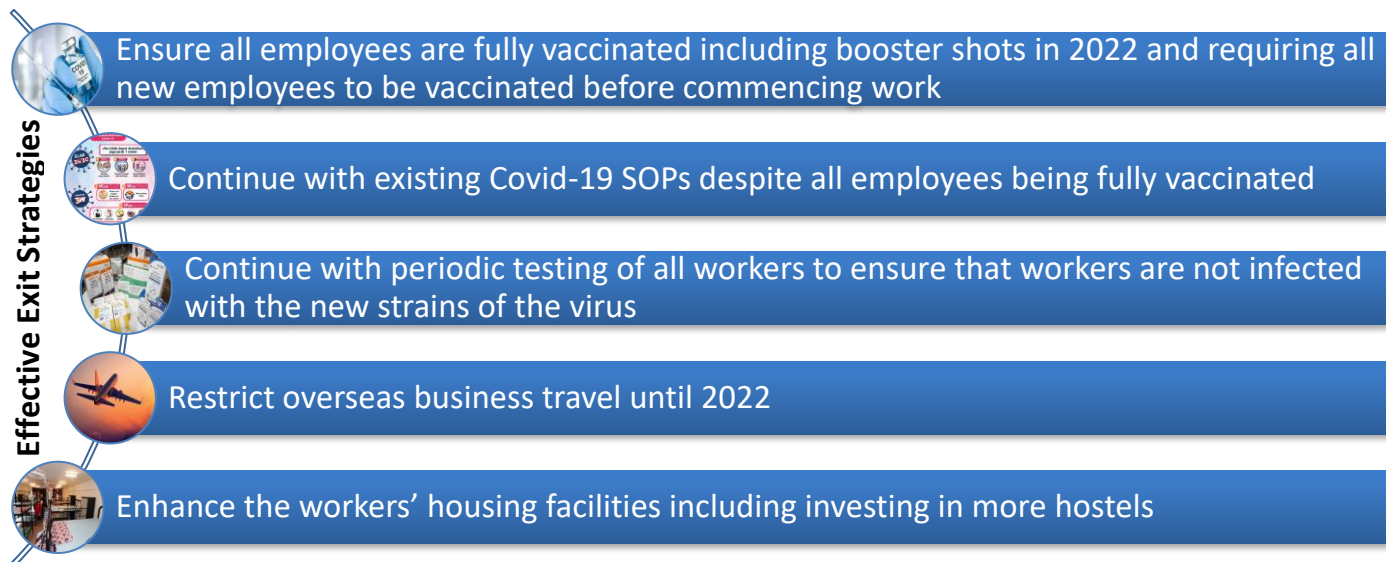 Effective Exit Strategies
Ensure all employees are fully vaccinated including booster shots in 2022 and requiring all
new employees to be vaccinated before commencing work
Continue with existing Covid-19 SOPs despite all employees being fully vaccinated
Continue with periodic testing of all workers to ensure that workers are not infected
with the new strains of the virus
Restrict overseas business travel until 2022
Enhance the workers’ housing facilities including investing in more hostels